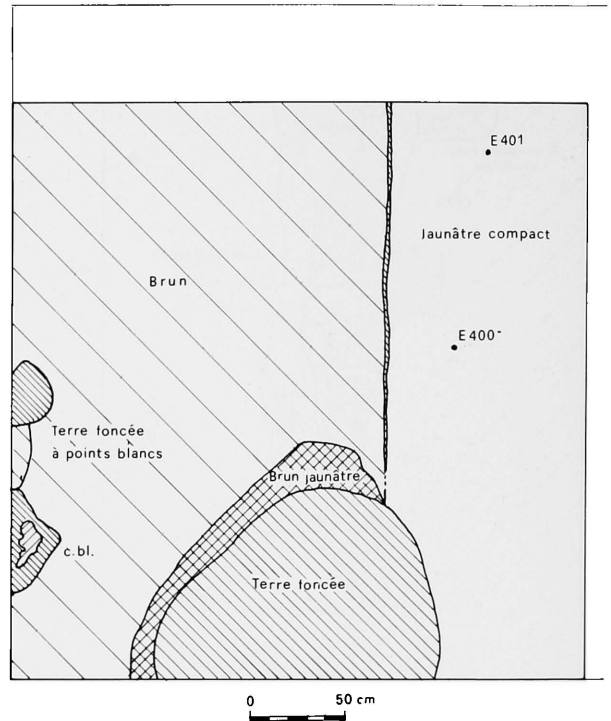 E401
Jaunâtre compact
Brun
E400-
Terre foncée
à points blancs
Brun jaunâtre
c.bl.
Terre foncée
0 50 cm